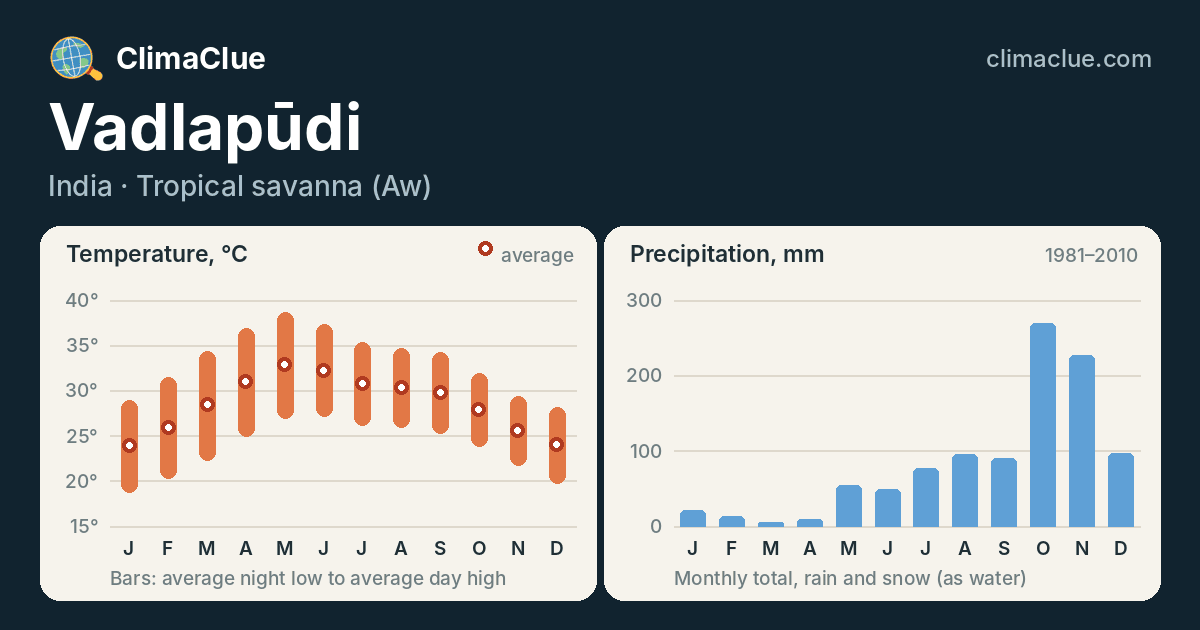 ClimaClue
climaclue.com
Vadlapūdi
India · Tropical savanna (Aw)
Temperature, °C
average
40°
35°
30°
25°
20°
15°
J F M A M J J A S O N D
Bars: average night low to average day high
Precipitation, mm
1981–2010
300
200
100
0
J F M A M J J A S O N D
Monthly total, rain and snow (as water)